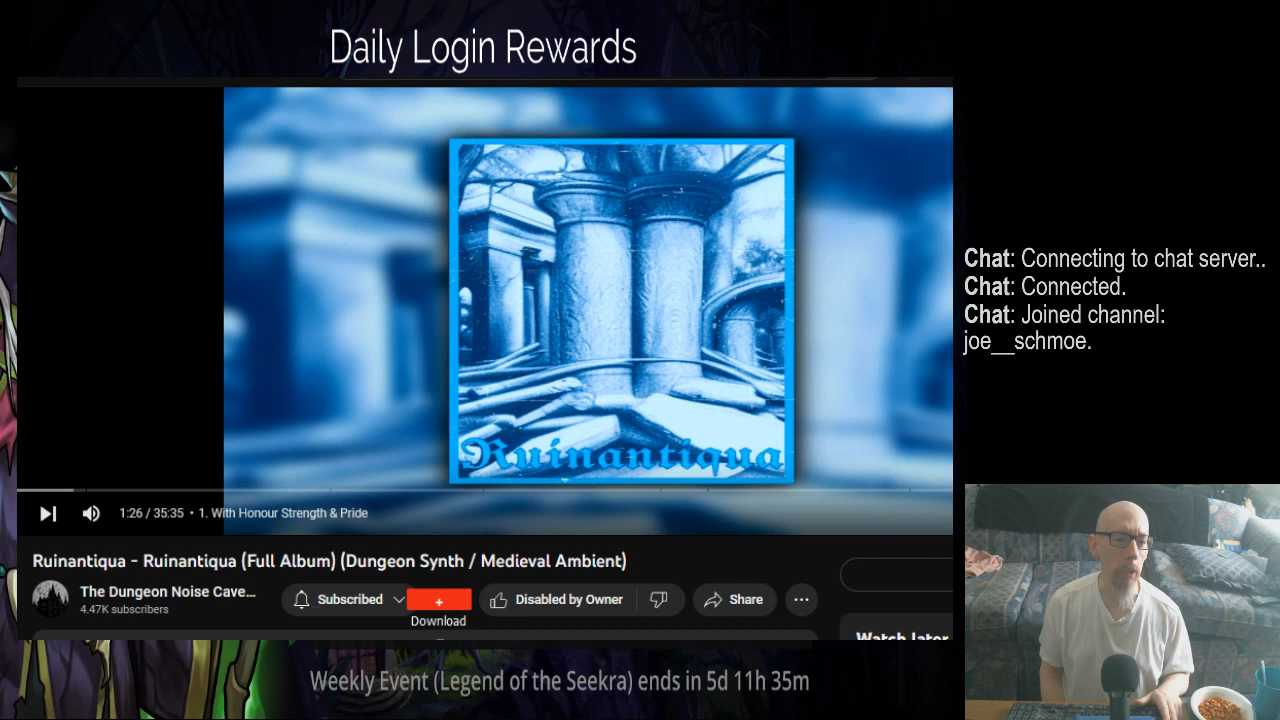 Daily Login Rewards
Ruinantiqua
1:26 / 35:35 • 1. With Honour Strength & Pride
Ruinantiqua - Ruinantiqua (Full Album) (Dungeon Synth / Medieval Ambient)
The Dungeon Noise Cave...
4.47K subscribers
Subscribed
+
Download
Disabled by Owner
Share
Watch later
Weekly Event (Legend of the Seekra) ends in 5d 11h 35m
Chat: Connecting to chat server..
Chat: Connected.
Chat: Joined channel:
joe__schmoe.